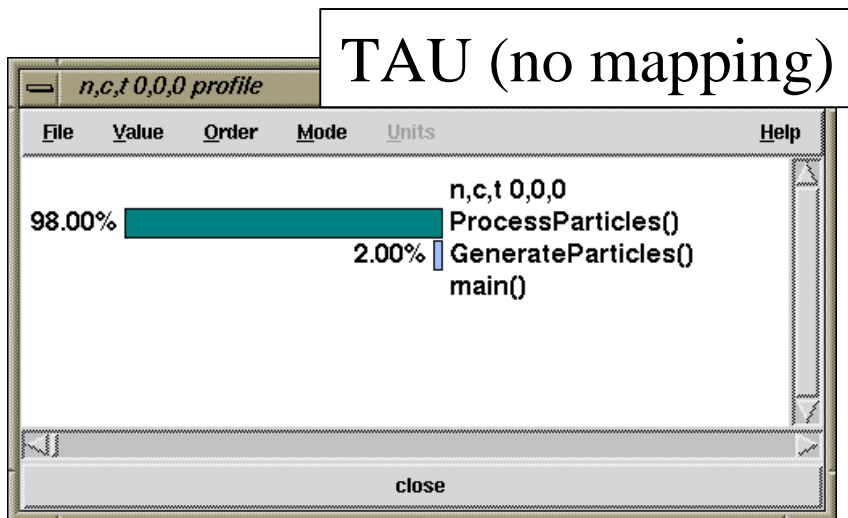 TAU (no mapping)
n,c,t 0,0,0 profile
File Value Order Mode Units Help
n,c,t 0,0,0
98.00% ProcessParticles()
2.00% GenerateParticles()
main()
close